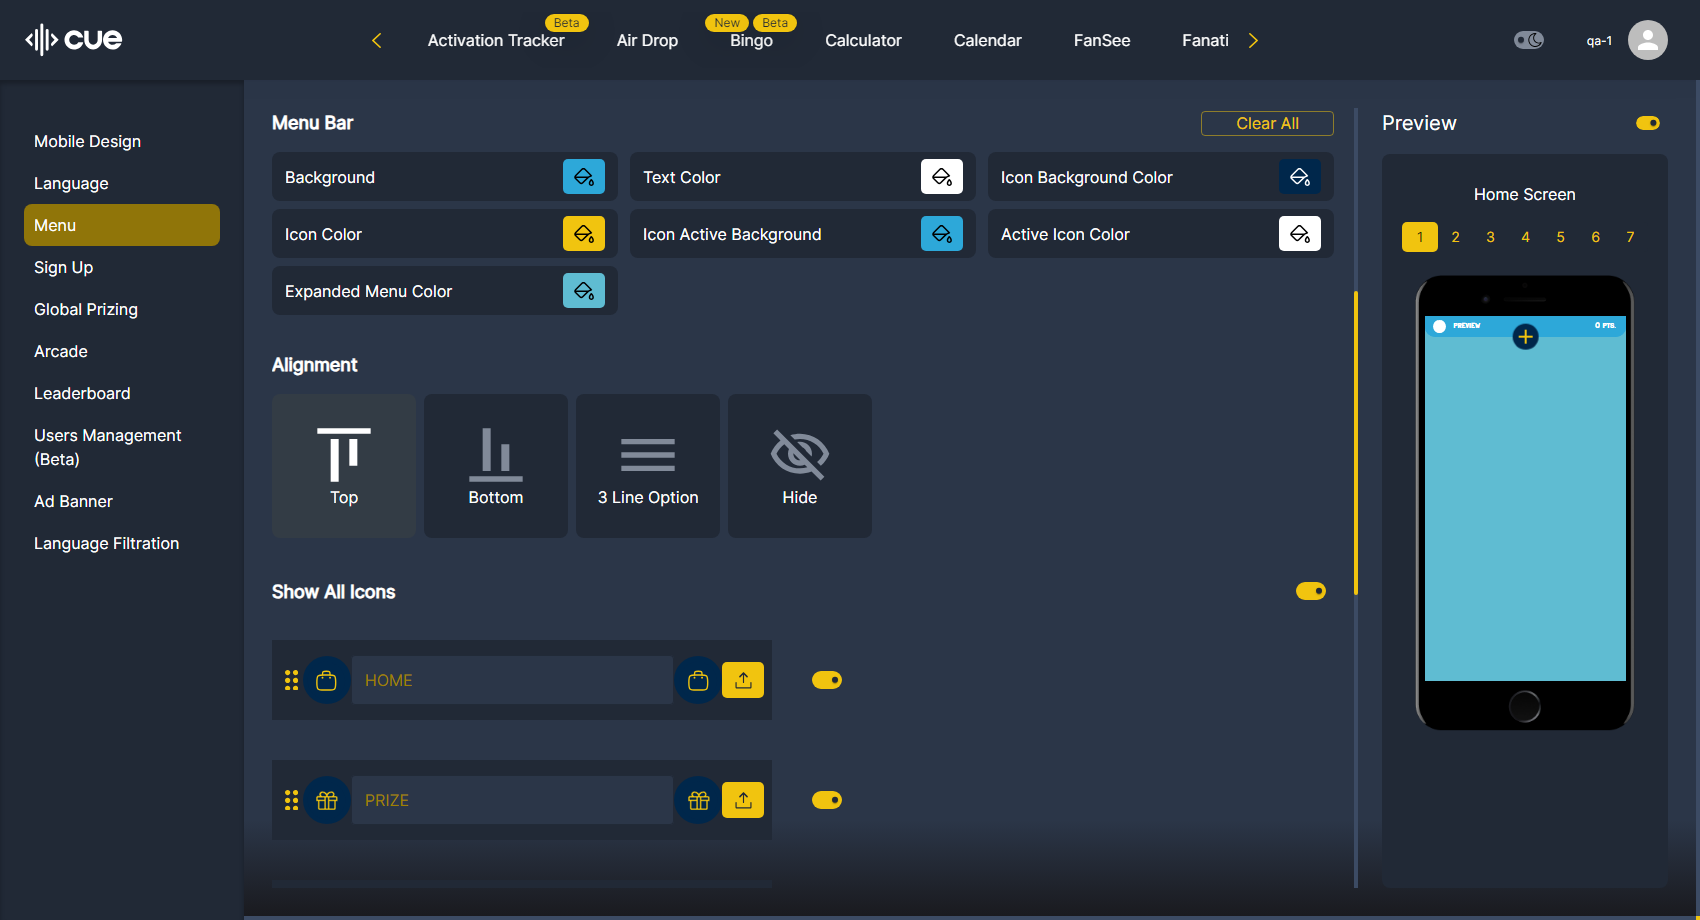 cue
Beta
New
Beta
Activation Tracker
Air Drop
Bingo
Calculator
Calendar
FanSee
Fanati
qa-1
Mobile Design
Language
Menu
Sign Up
Global Prizing
Arcade
Leaderboard
Users Management
(Beta)
Ad Banner
Language Filtration
Menu Bar
Clear All
Background
Text Color
Icon Background Color
Icon Color
Icon Active Background
Active Icon Color
Expanded Menu Color
Alignment
Top
Bottom
3 Line Option
Hide
Show All Icons
HOME
PRIZE
Preview
Home Screen
1 2 3 4 5 6 7
PREVIEW
0 PTS.